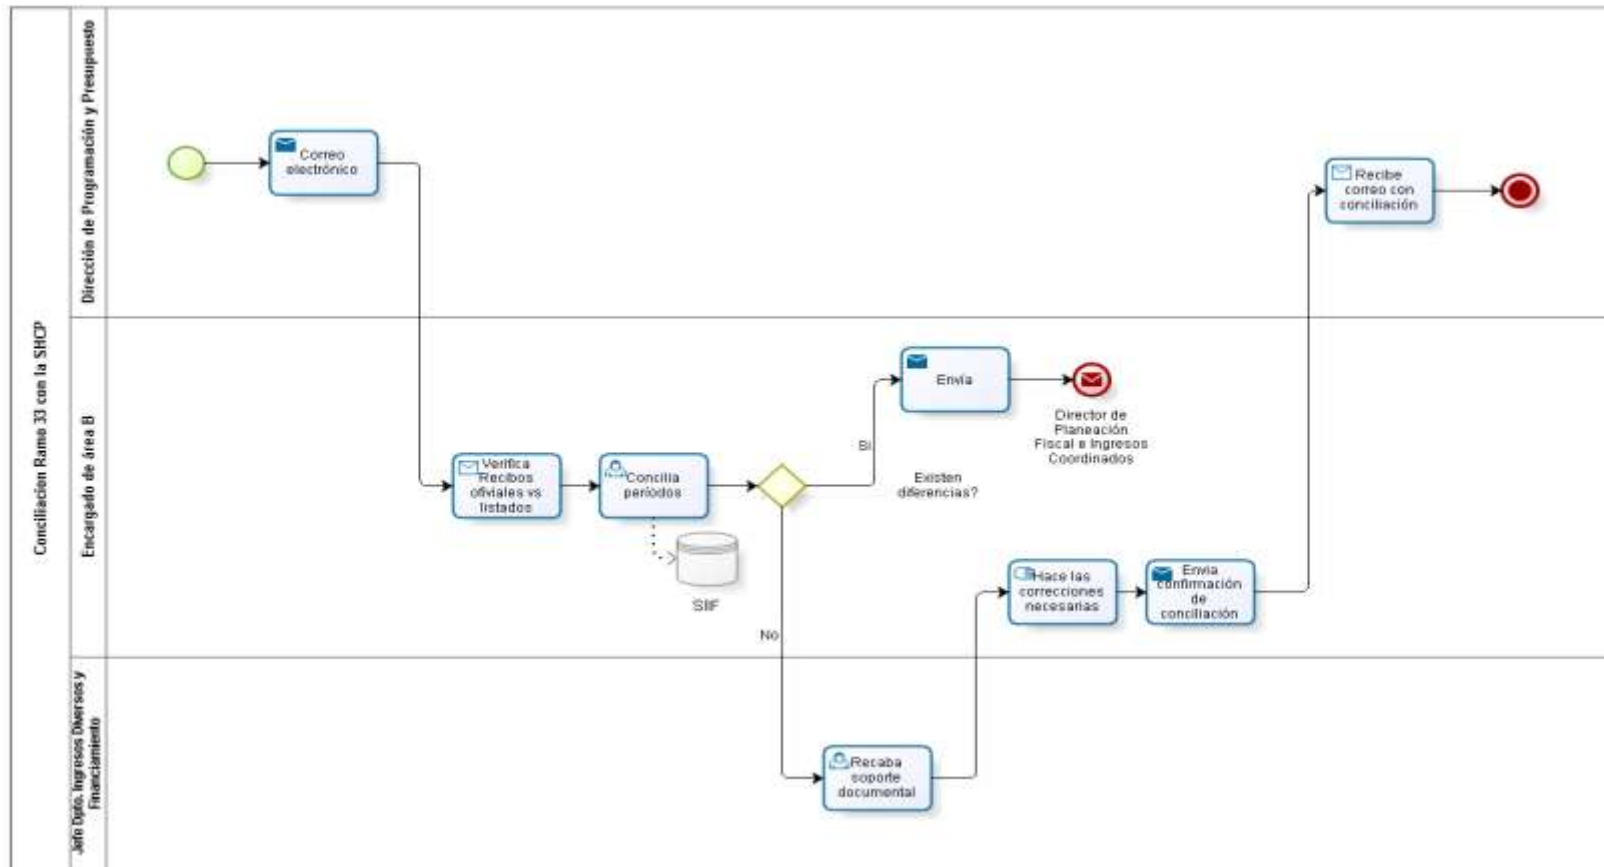 Conciliacion Ramo 33 con la SHCP
Dirección de Programación y Presupuesto
Correo
electrónico
Recibe
correo con
conciliación
Encargado de área B
Verifica
Recibos
ofiviales vs
listados
Concilia
períodos
SIIF
Si
No
Existen
diferencias?
Envía
Director de
Planeación
Fiscal e Ingresos
Coordinados
Hace las
correcciones
necesarias
Envia
confirmación
de
conciliación
Jefe Dpto. Ingresos Diversos y
Financiamiento
Recaba
soporte
documental